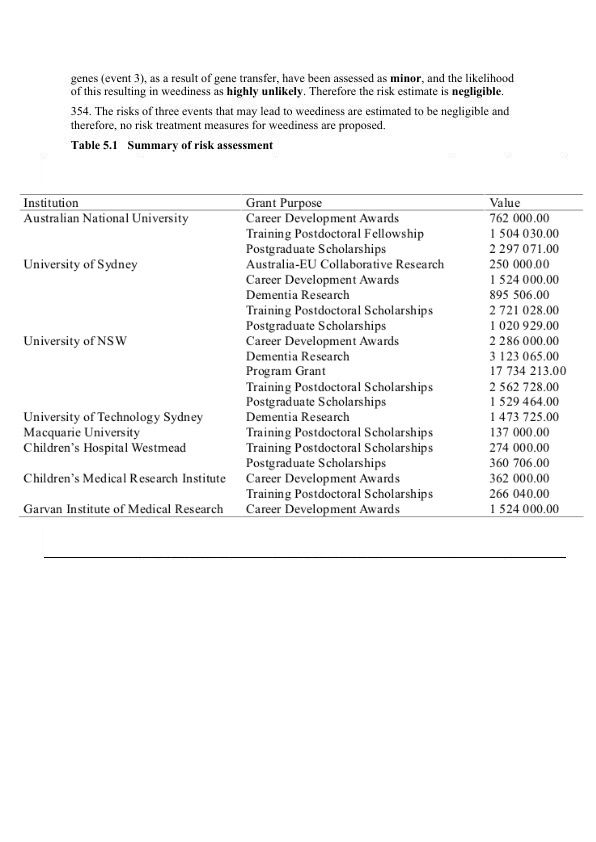 genes (event 3), as a result of gene transfer, have been assessed as minor, and the likelihood
of this resulting in weediness as highly unlikely. Therefore the risk estimate is negligible.
354. The risks of three events that may lead to weediness are estimated to be negligible and
therefore, no risk treatment measures for weediness are proposed.
Table 5.1 Summary of risk assessment
Institution Grant Purpose Value
Australian National University Career Development Awards 762 000.00
Training Postdoctoral Fellowship 1 504 030.00
Postgraduate Scholarships 2 297 071.00
University of Sydney Australia-EU Collaborative Research 250 000.00
Career Development Awards 1 524 000.00
Dementia Research 895 506.00
Training Postdoctoral Scholarships 2 721 028.00
Postgraduate Scholarships 1 020 929.00
University of NSW Career Development Awards 2 286 000.00
Dementia Research 3 123 065.00
Program Grant 17 734 213.00
Training Postdoctoral Scholarships 2 562 728.00
Postgraduate Scholarships 1 529 464.00
University of Technology Sydney Dementia Research 1 473 725.00
Macquarie University Training Postdoctoral Scholarships 137 000.00
Children's Hospital Westmead Training Postdoctoral Scholarships 274 000.00
Postgraduate Scholarships 360 706.00
Children's Medical Research Institute Career Development Awards 362 000.00
Training Postdoctoral Scholarships 266 040.00
Garvan Institute of Medical Research Career Development Awards 1 524 000.00